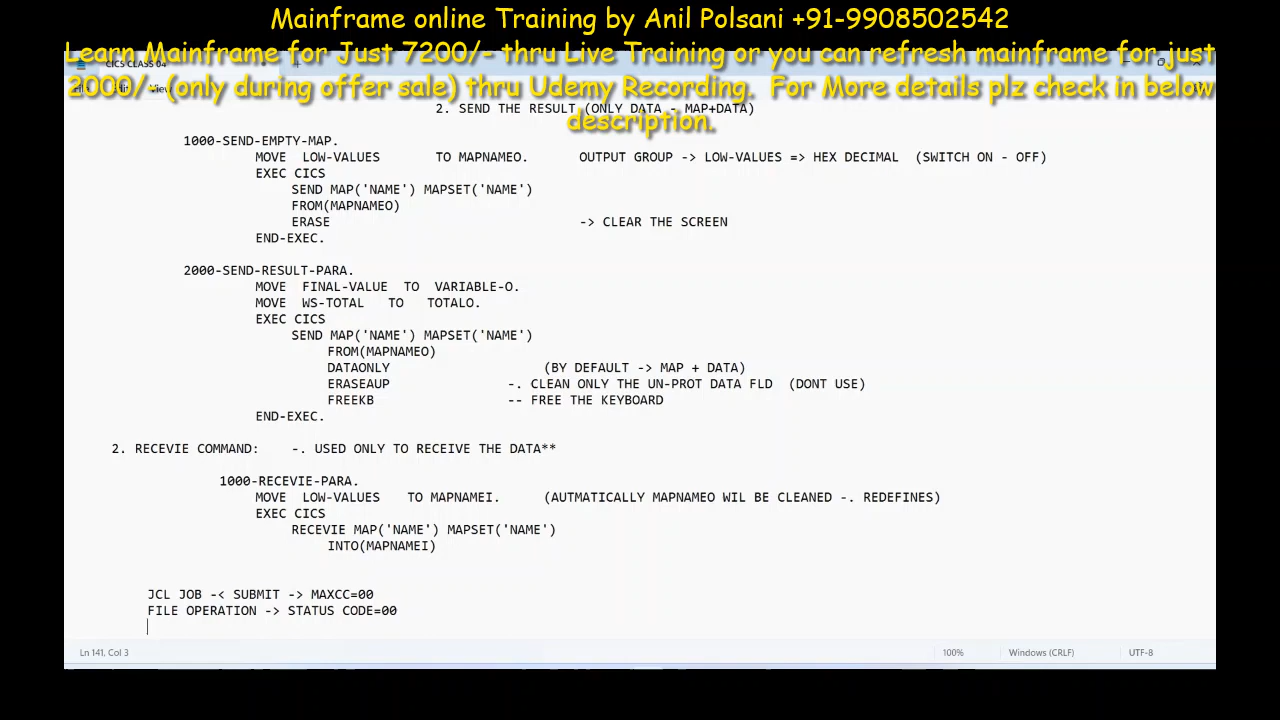 Mainframe online Training by Anil Polsani +91-9908502542
Learn Mainframe for Just 7200/- thru Live Training or you can refresh mainframe for just
2000/- (only during offer sale) thru Udemy Recording. For More details plz check in below
description.
CICS CLASS 04
File Edit View
2. SEND THE RESULT (ONLY DATA - MAP+DATA)
1000-SEND-EMPTY-MAP.
MOVE LOW-VALUES TO MAPNAMEO. OUTPUT GROUP -> LOW-VALUES => HEX DECIMAL (SWITCH ON - OFF)
EXEC CICS
SEND MAP('NAME') MAPSET('NAME')
FROM(MAPNAMEO)
ERASE -> CLEAR THE SCREEN
END-EXEC.
2000-SEND-RESULT-PARA.
MOVE FINAL-VALUE TO VARIABLE-O.
MOVE WS-TOTAL TO TOTALO.
EXEC CICS
SEND MAP('NAME') MAPSET('NAME')
FROM(MAPNAMEO)
DATAONLY (BY DEFAULT -> MAP + DATA)
ERASEAUP -. CLEAN ONLY THE UN-PROT DATA FLD (DONT USE)
FREEKB -- FREE THE KEYBOARD
END-EXEC.
2. RECEVIE COMMAND: -. USED ONLY TO RECEIVE THE DATA**
1000-RECEVIE-PARA.
MOVE LOW-VALUES TO MAPNAMEI. (AUTMATICALLY MAPNAMEO WIL BE CLEANED -. REDEFINES)
EXEC CICS
RECEVIE MAP('NAME') MAPSET('NAME')
INTO(MAPNAMEI)
JCL JOB -< SUBMIT -> MAXCC=00
FILE OPERATION -> STATUS CODE=00
Ln 141, Col 3 100% Windows (CRLF) UTF-8